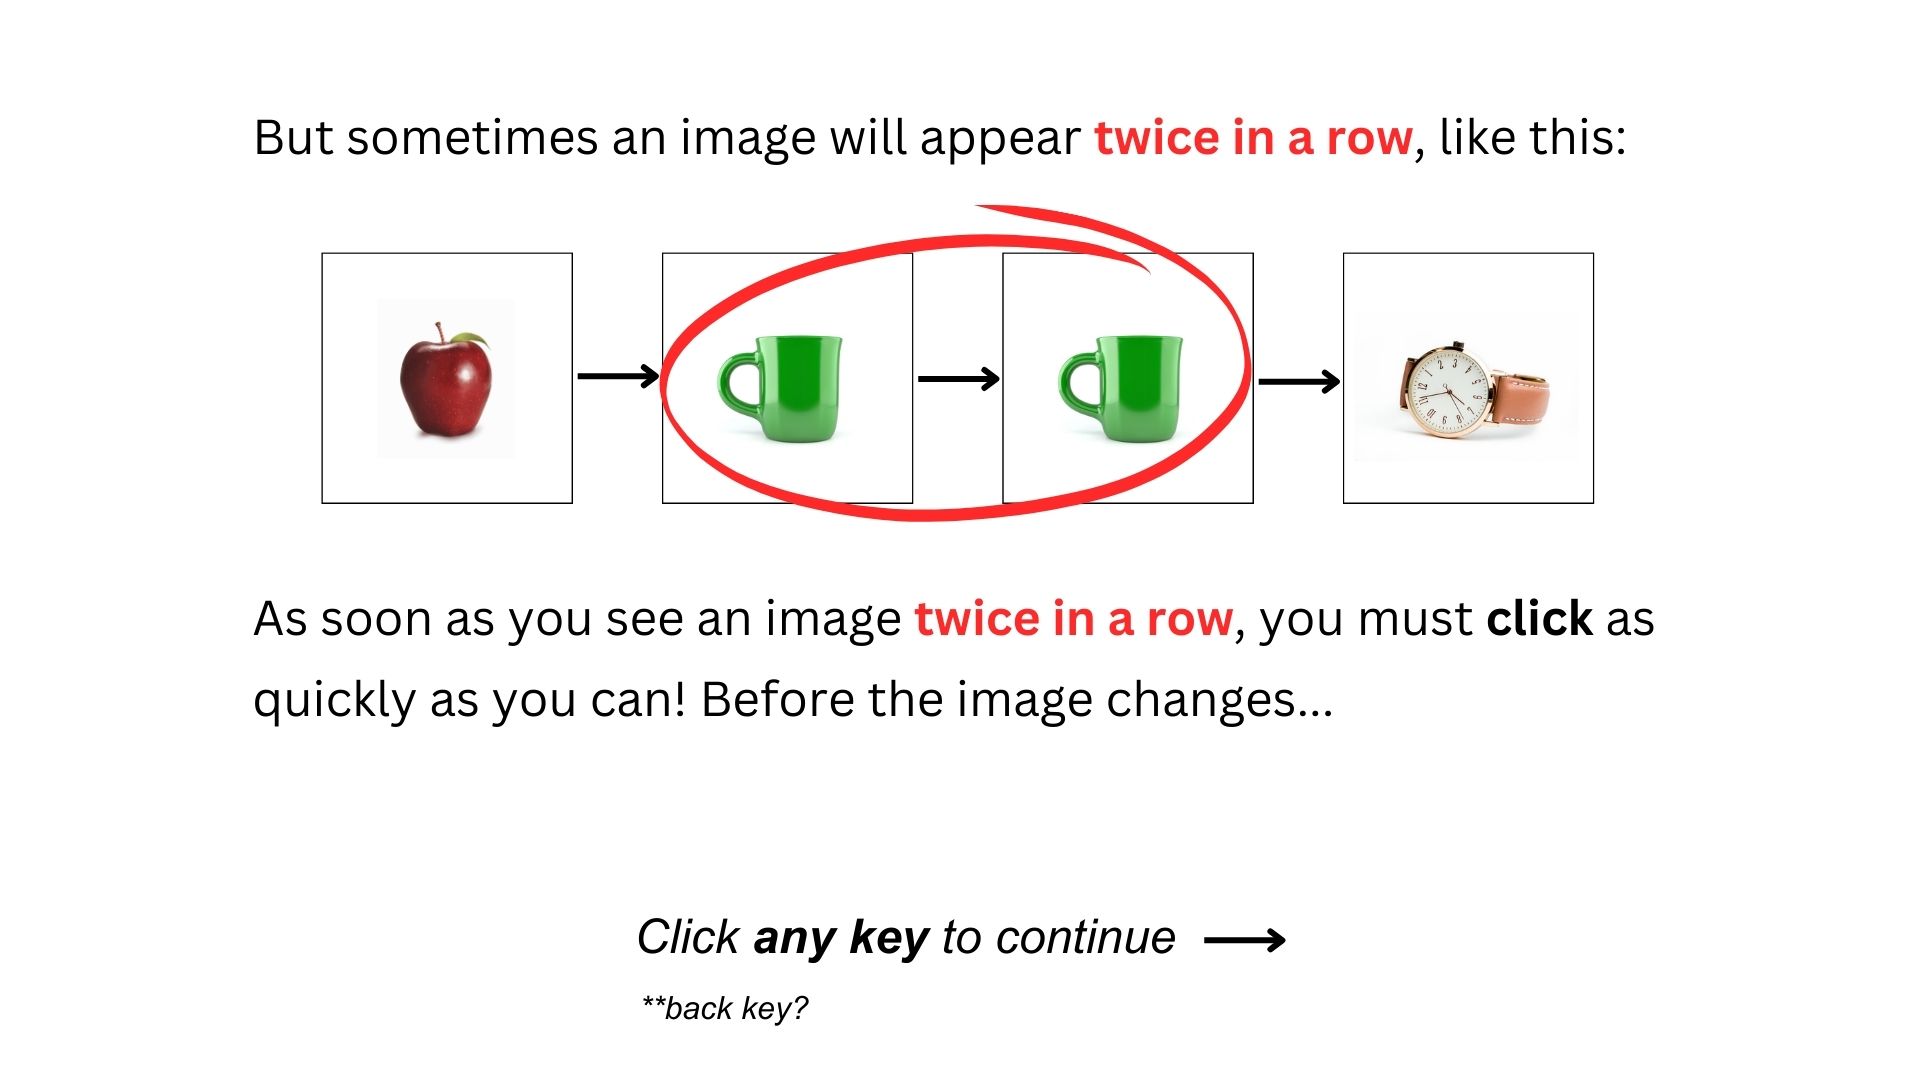 But sometimes an image will appear twice in a row, like this:
As soon as you see an image twice in a row, you must click as
quickly as you can! Before the image changes...
Click any key to continue
**back key?